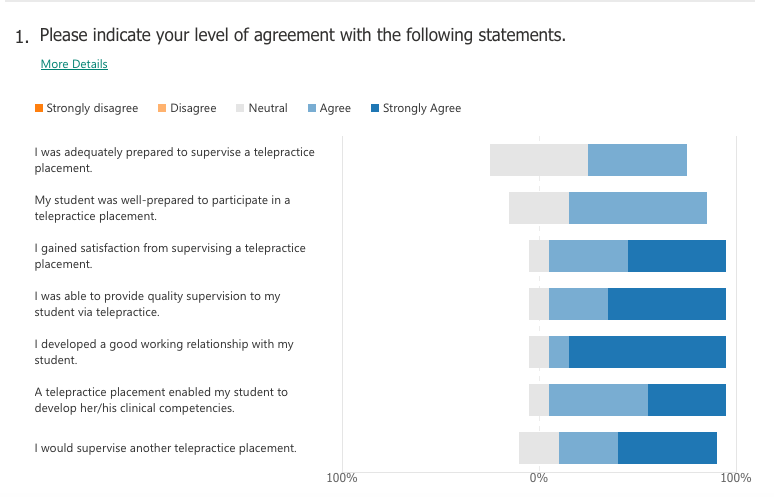 1. Please indicate your level of agreement with the following statements.
More Details
Strongly disagree Disagree Neutral Agree Strongly Agree
I was adequately prepared to supervise a telepractice
placement.
My student was well-prepared to participate in a
telepractice placement.
I gained satisfaction from supervising a telepractice
placement.
I was able to provide quality supervision to my
student via telepractice.
I developed a good working relationship with my
student.
A telepractice placement enabled my student to
develop her/his clinical competencies.
I would supervise another telepractice placement.
100% 0% 100%